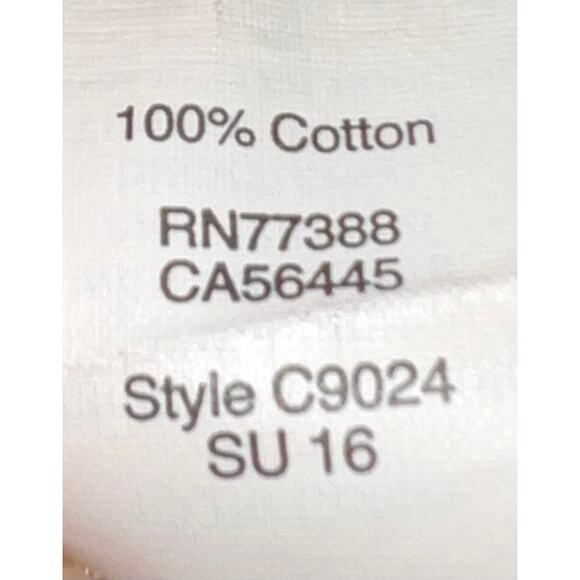 100% Cotton
RN77388
CA56445
Style C9024
SU 16